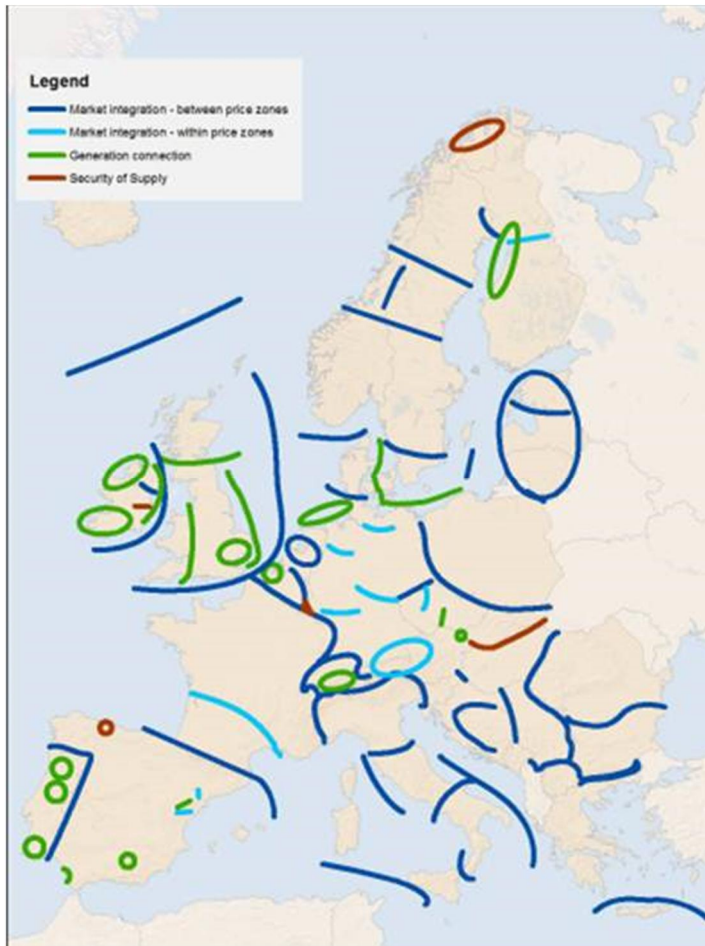 Legend
Market integration - between price zones
Market integration - within price zones
Generation connection
Security of Supply